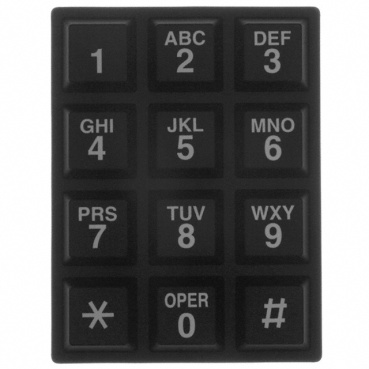 ABC DEF
1 2 3
GHI JKL MNO
4 5 6
PRS TUV WXY
7 8 9
OPER
* 0 #